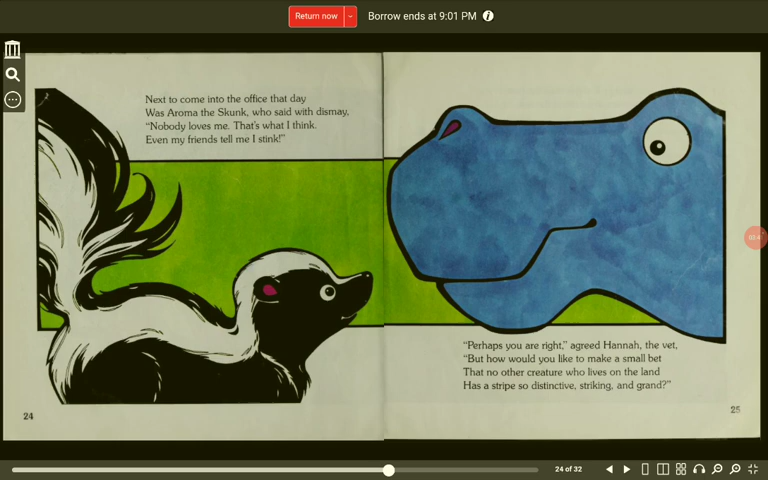 Return now
Borrow ends at 9:01 PM
Next to come into the office that day
Was Aroma the Skunk, who said with dismay,
“Nobody loves me. That's what I think.
Even my friends tell me I stink!”
“Perhaps you are right,” agreed Hannah, the vet,
“But how would you like to make a small bet
That no other creature who lives on the land
Has a stripe so distinctive, striking, and grand?”
24
25
24 of 32